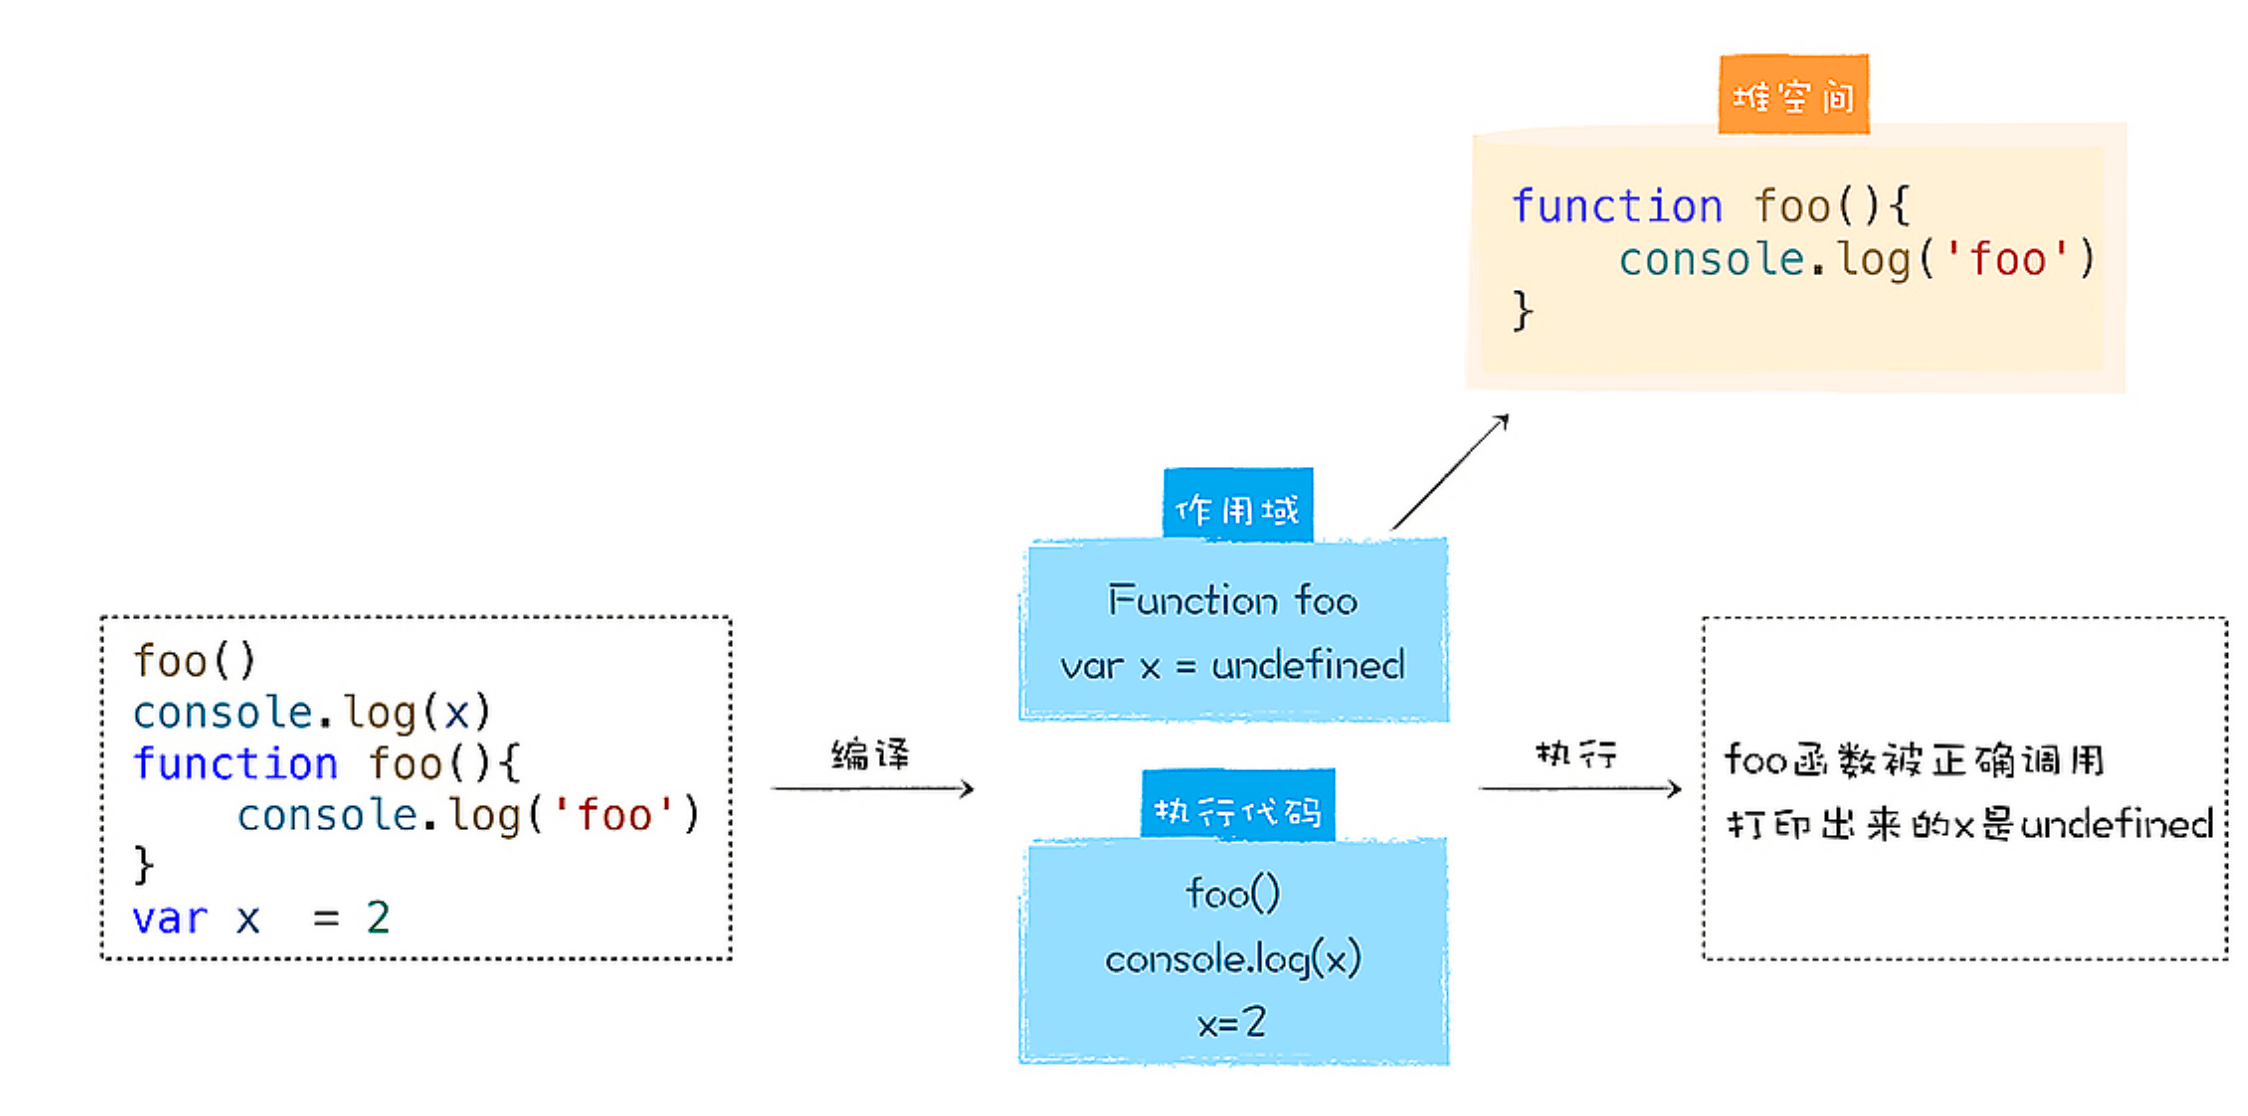 堆空间
function foo(){
    console.log('foo')
}
作用域
Function foo
var x = undefined
foo()
console.log(x)
function foo(){
    console.log('foo')
}
var x  = 2
编译
执行代码
foo()
console.log(x)
x=2
执行
foo函数被正确调用
打印出来的x是undefined